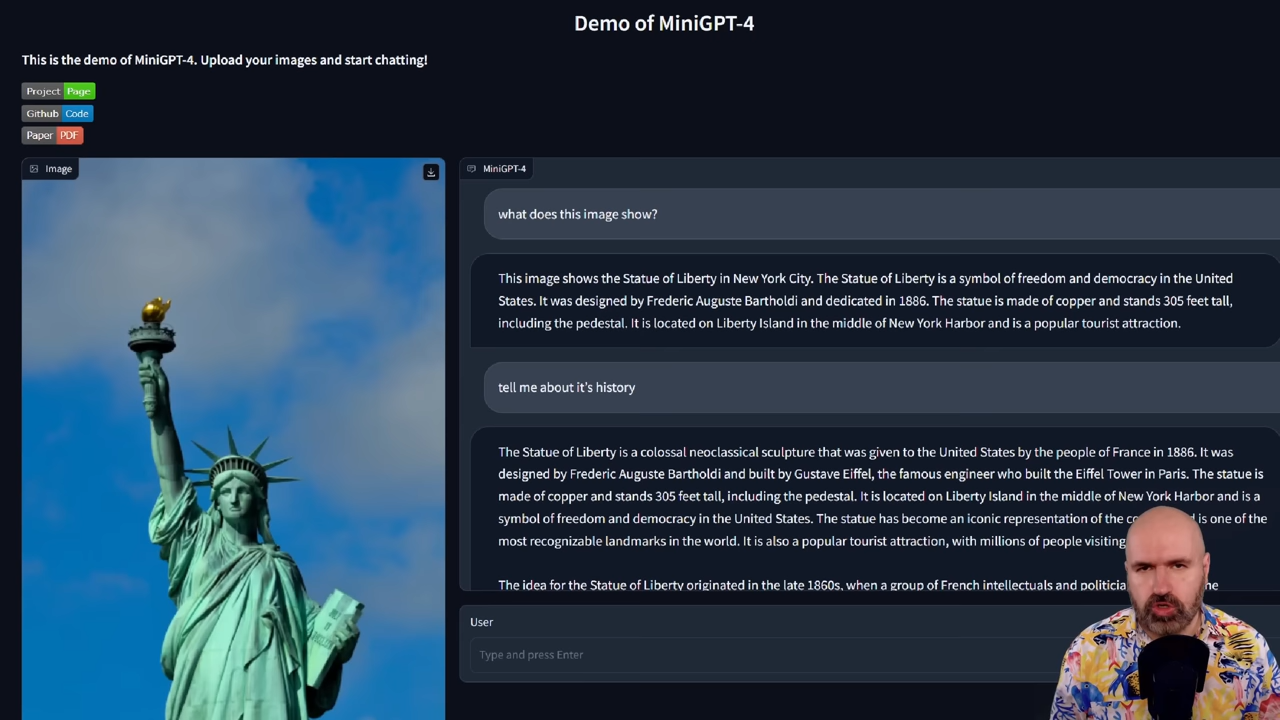 Demo of MiniGPT-4
This is the demo of MiniGPT-4. Upload your images and start chatting!
Project Page
Github Code
Paper PDF
Image
MiniGPT-4
what does this image show?
This image shows the Statue of Liberty in New York City. The Statue of Liberty is a symbol of freedom and democracy in the United
States. It was designed by Frederic Auguste Bartholdi and dedicated in 1886. The statue is made of copper and stands 305 feet tall,
including the pedestal. It is located on Liberty Island in the middle of New York Harbor and is a popular tourist attraction.
tell me about it's history
The Statue of Liberty is a colossal neoclassical sculpture that was given to the United States by the people of France in 1886. It was
designed by Frederic Auguste Bartholdi and built by Gustave Eiffel, the famous engineer who built the Eiffel Tower in Paris. The statue is
made of copper and stands 305 feet tall, including the pedestal. It is located on Liberty Island in the middle of New York Harbor and is a
symbol of freedom and democracy in the United States. The statue has become an iconic representation of the is one of the
most recognizable landmarks in the world. It is also a popular tourist attraction, with millions of people visiting
The idea for the Statue of Liberty originated in the late 1860s, when a group of French intellectuals and
User
Type and press Enter